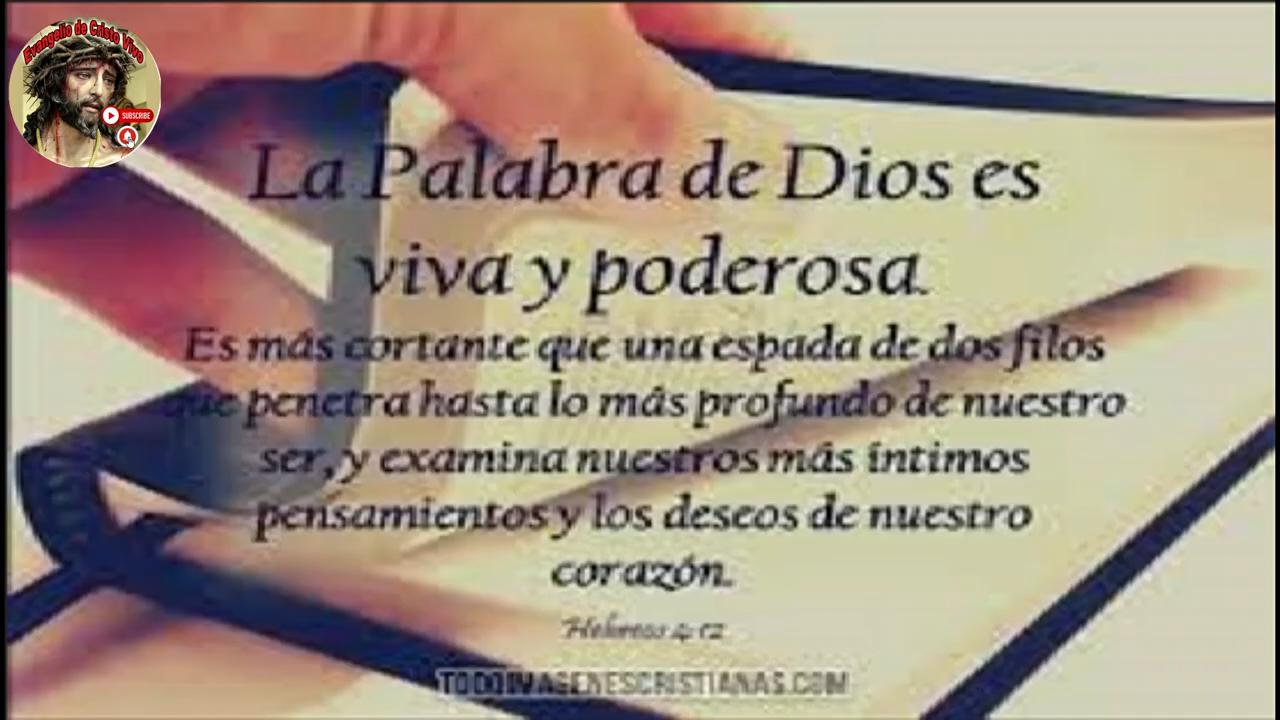 Evangelio de Cristo Vivo
SUBSCRIBE
La Palabra de Dios es
viva y poderosa.
Es más cortante que una espada de dos filos
que penetra hasta lo más profundo de nuestro
ser, y examina nuestros más íntimos
pensamientos y los deseos de nuestro
corazón.
Hebreos 4:12
TODOIMAGENESCRISTIANAS.COM